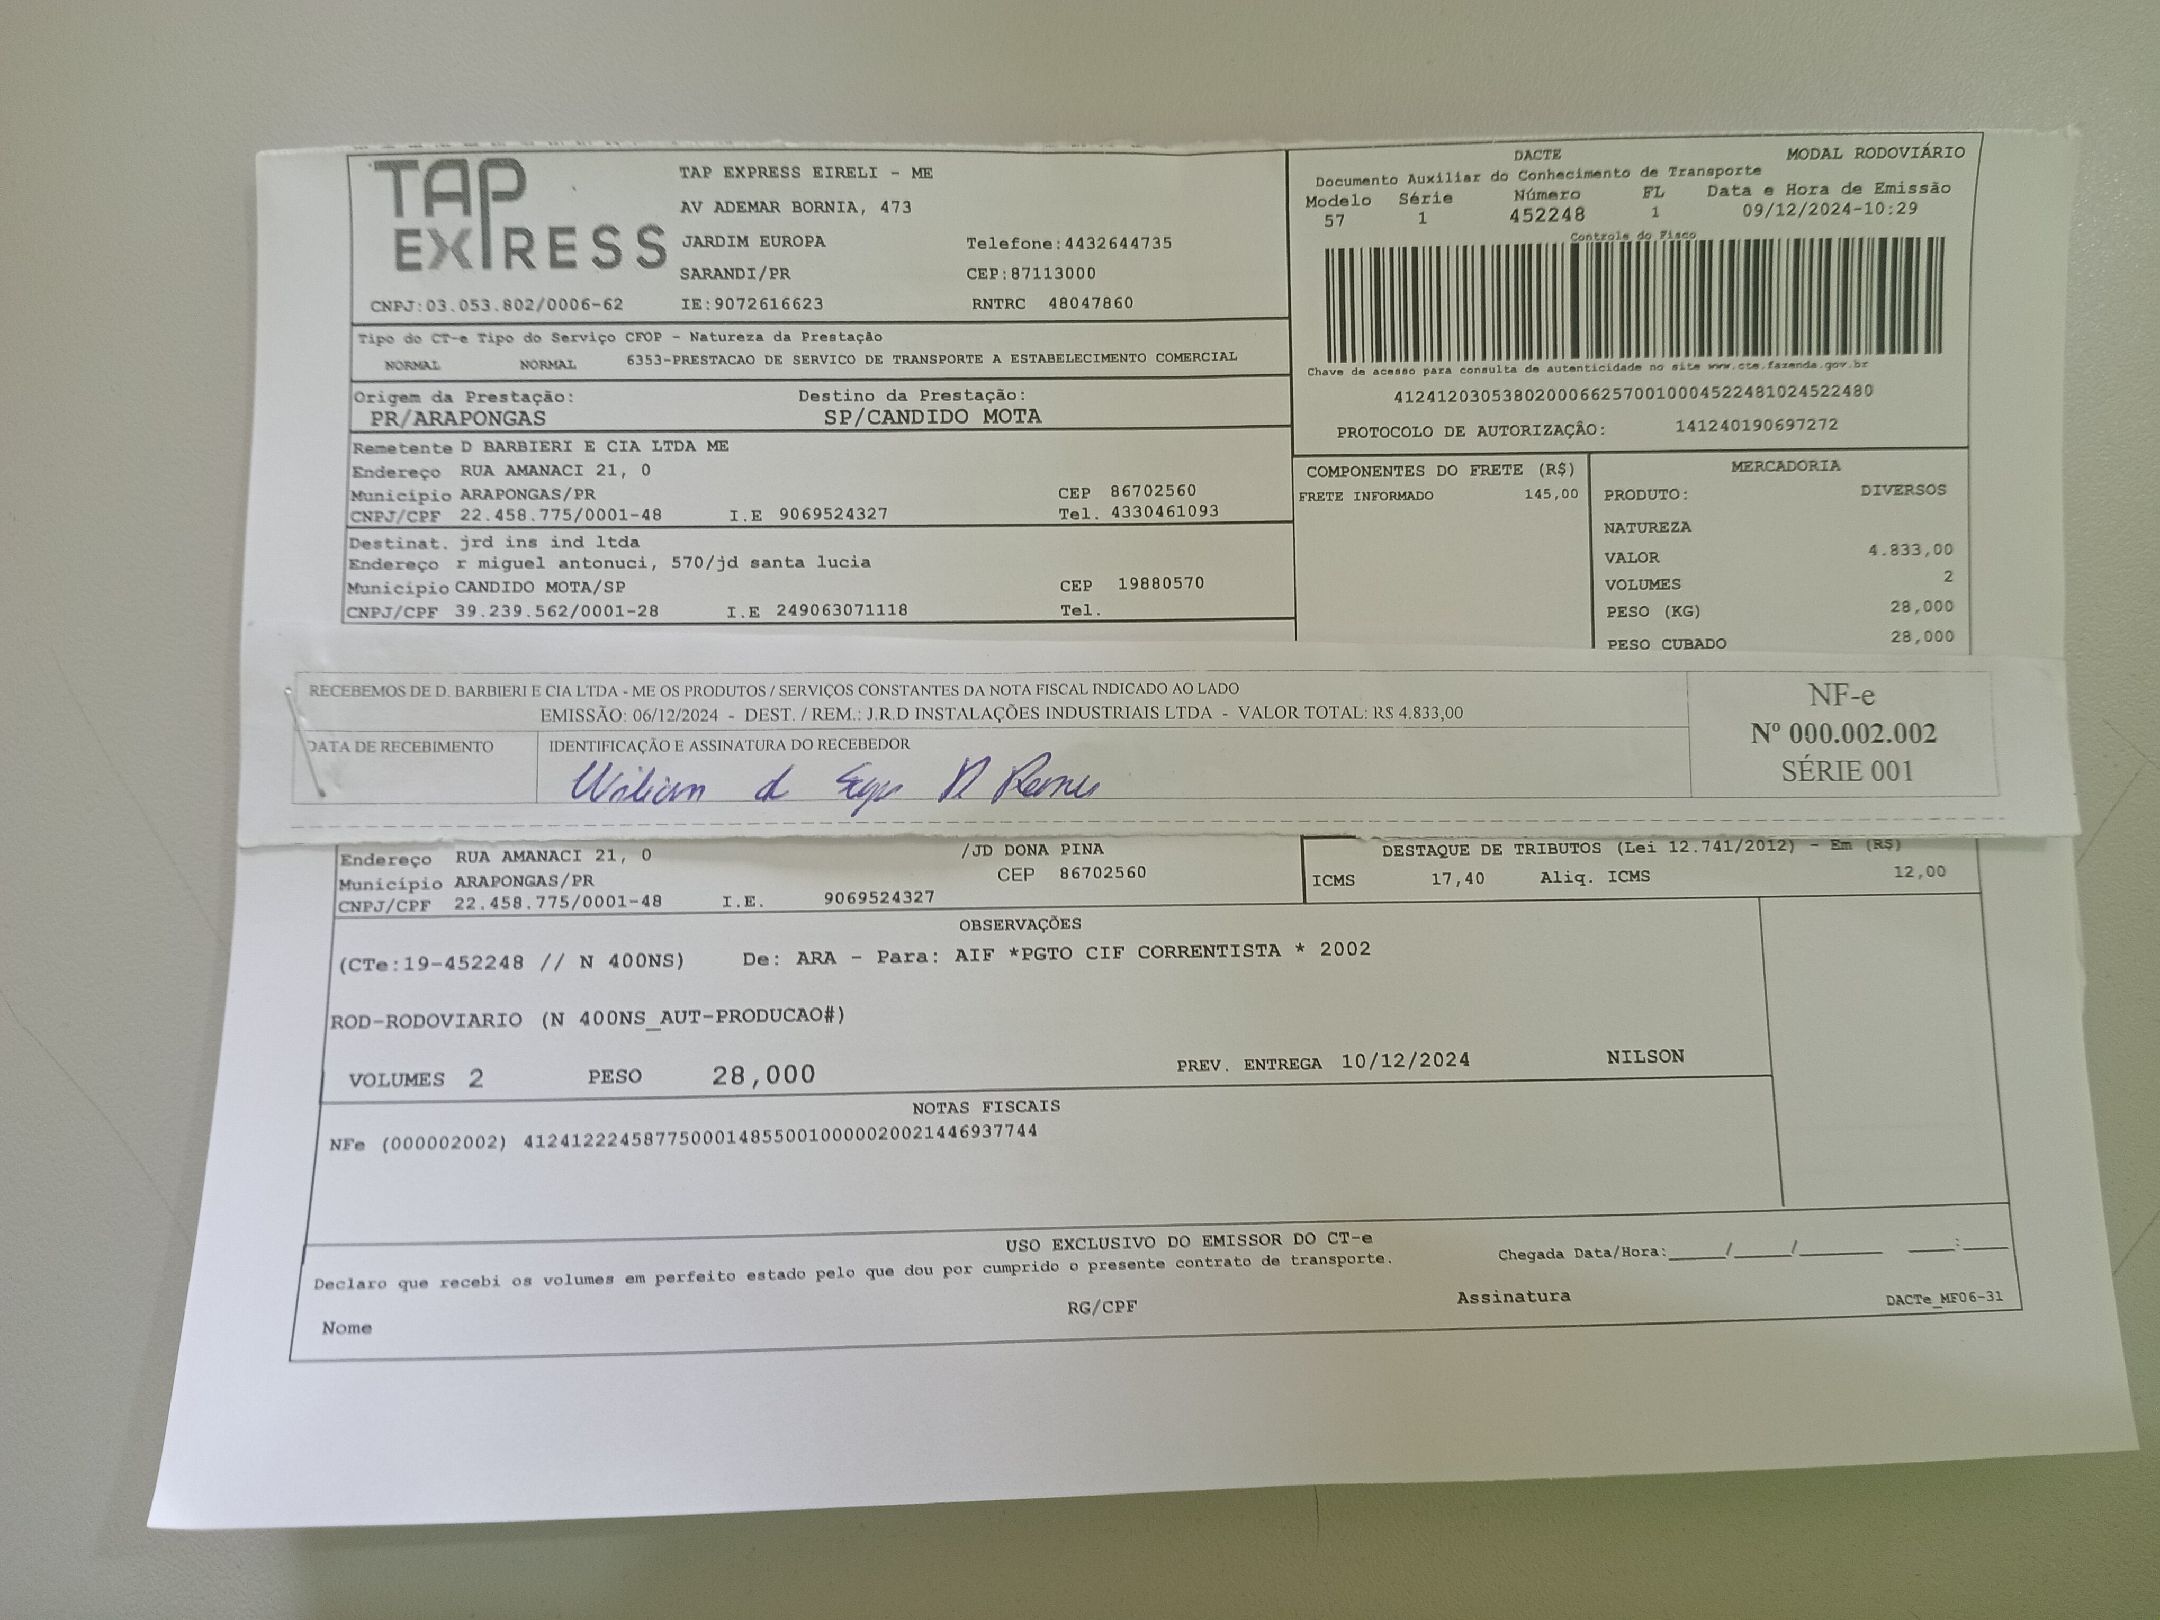 TAP
EXPRESS
TAP EXPRESS EIRELI - ME
AV ADEMAR BORNIA, 473
JARDIM EUROPA Telefone:4432644735
SARANDI/PR CEP:87113000
CNPJ:03.053.802/0006-62 IE:9072616623 RNTRC 48047860
DACTE MODAL RODOVIÁRIO
Documento Auxiliar do Conhecimento de Transporte
Modelo Série Número FL Data e Hora de Emissão
57 1 452248 1 09/12/2024-10:29
Controle do Fisco
Chave de acesso para consulta de autenticidade no site www.cte.fazenda.gov.br
41241203053802000662570010004522481024522480
PROTOCOLO DE AUTORIZAÇÃO: 141240190697272
Tipo do CT-e Tipo do Serviço CFOP - Natureza da Prestação
NORMAL NORMAL 6353-PRESTACAO DE SERVICO DE TRANSPORTE A ESTABELECIMENTO COMERCIAL
Origem da Prestação: Destino da Prestação:
PR/ARAPONGAS SP/CANDIDO MOTA
Remetente D BARBIERI E CIA LTDA ME
Endereço RUA AMANACI 21, 0
Município ARAPONGAS/PR CEP 86702560
CNPJ/CPF 22.458.775/0001-48 I.E 9069524327 Tel. 4330461093
Destinat. jrd ins ind ltda
Endereço r miguel antonuci, 570/jd santa lucia
Município CANDIDO MOTA/SP CEP 19880570
CNPJ/CPF 39.239.562/0001-28 I.E 249063071118 Tel.
COMPONENTES DO FRETE (R$)
FRETE INFORMADO 145,00
MERCADORIA
PRODUTO: DIVERSOS
NATUREZA
VALOR 4.833,00
VOLUMES 2
PESO (KG) 28,000
PESO CUBADO 28,000
RECEBEMOS DE D. BARBIERI E CIA LTDA - ME OS PRODUTOS / SERVIÇOS CONSTANTES DA NOTA FISCAL INDICADO AO LADO
EMISSÃO: 06/12/2024 - DEST. / REM.: J.R.D INSTALAÇÕES INDUSTRIAIS LTDA - VALOR TOTAL: R$ 4.833,00
DATA DE RECEBIMENTO IDENTIFICAÇÃO E ASSINATURA DO RECEBEDOR
NF-e
Nº 000.002.002
SÉRIE 001
Endereço RUA AMANACI 21, 0 /JD DONA PINA
Município ARAPONGAS/PR CEP 86702560
CNPJ/CPF 22.458.775/0001-48 I.E. 9069524327
DESTAQUE DE TRIBUTOS (Lei 12.741/2012) - Em (R$)
ICMS 17,40 Aliq. ICMS 12,00
OBSERVAÇÕES
(CTe:19-452248 // N 400NS) De: ARA - Para: AIF *PGTO CIF CORRENTISTA * 2002
ROD-RODOVIARIO (N 400NS_AUT-PRODUCAO#)
VOLUMES 2 PESO 28,000 PREV. ENTREGA 10/12/2024 NILSON
NOTAS FISCAIS
NFe (000002002) 41241222458775000148550010000020021446937744
USO EXCLUSIVO DO EMISSOR DO CT-e
Declaro que recebi os volumes em perfeito estado pelo que dou por cumprido o presente contrato de transporte. Chegada Data/Hora:_____/_____/_______ ____:____
Nome RG/CPF Assinatura DACTe_MF06-31